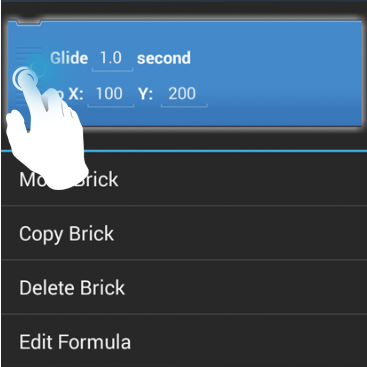 Glide 1.0 second
X: 100 Y: 200
Brick
Copy Brick
Delete Brick
Edit Formula